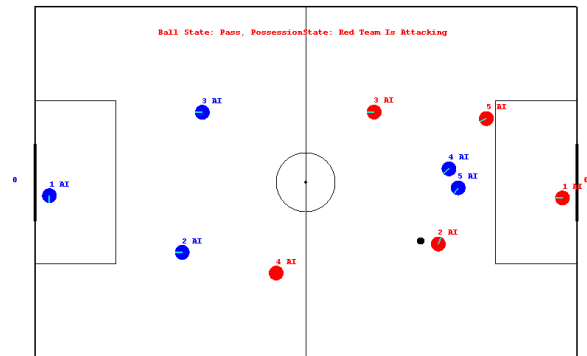 Ball State: Pass, PossessionState: Red Team Is Attacking
3 AI
3 AI
5 AI
4 AI
0
1 AI
5 AI
1 AI
0
2 AI
2 AI
4 AI